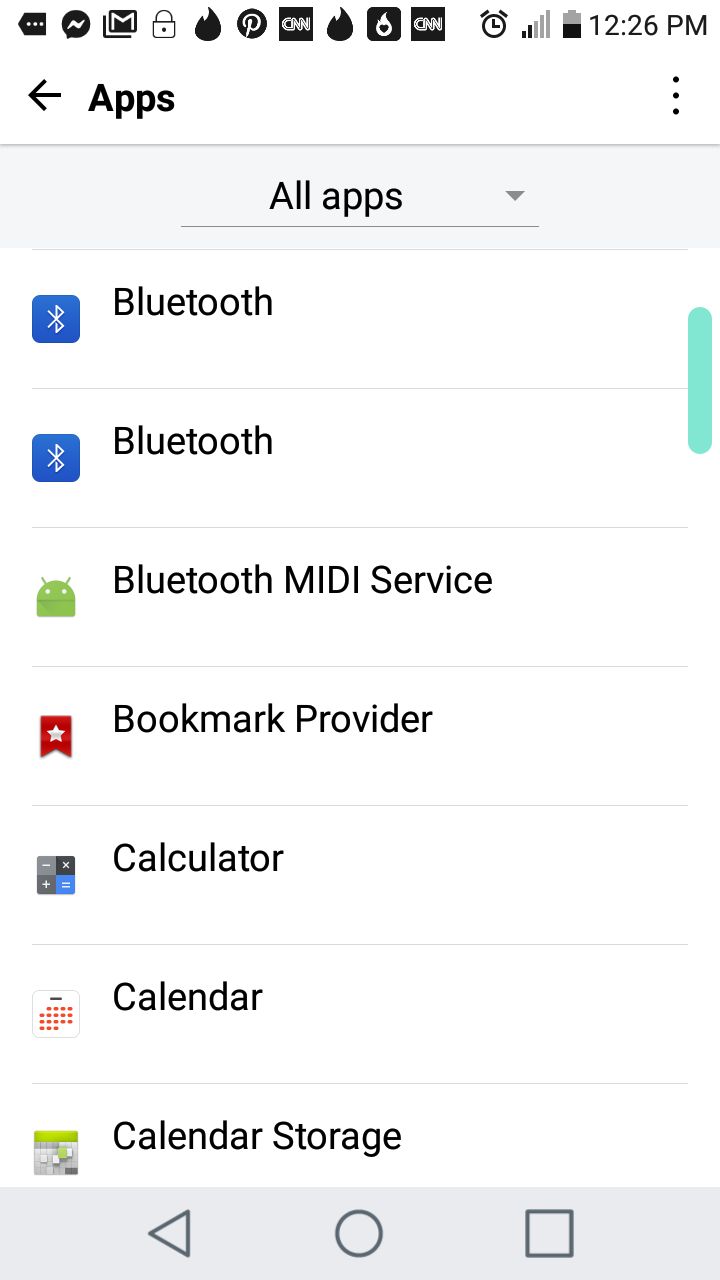 CNN CNN 12:26 PM
Apps
All apps
Bluetooth
Bluetooth
Bluetooth MIDI Service
Bookmark Provider
Calculator
Calendar
Calendar Storage